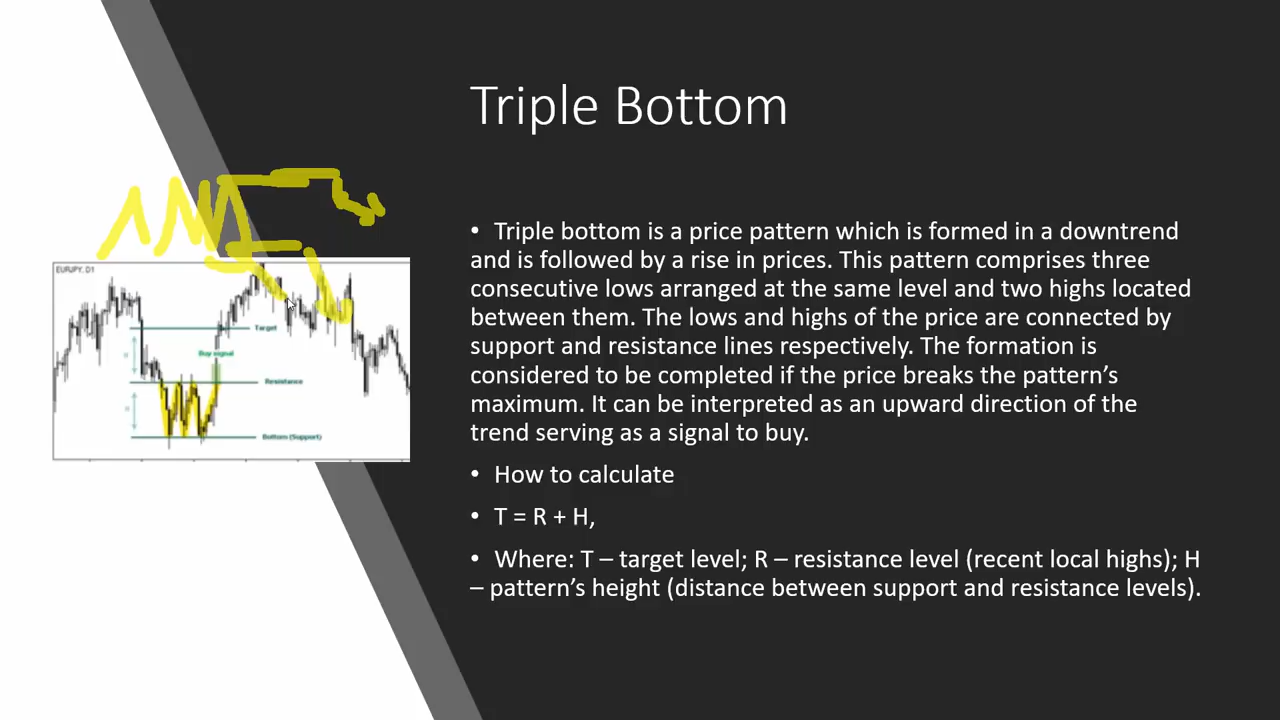 Triple Bottom
EURJPY, D1
Target
Buy signal
H
Resistance
H
Bottom (Support)
• Triple bottom is a price pattern which is formed in a downtrend
and is followed by a rise in prices. This pattern comprises three
consecutive lows arranged at the same level and two highs located
between them. The lows and highs of the price are connected by
support and resistance lines respectively. The formation is
considered to be completed if the price breaks the pattern’s
maximum. It can be interpreted as an upward direction of the
trend serving as a signal to buy.
• How to calculate
• T = R + H,
• Where: T – target level; R – resistance level (recent local highs); H
– pattern’s height (distance between support and resistance levels).